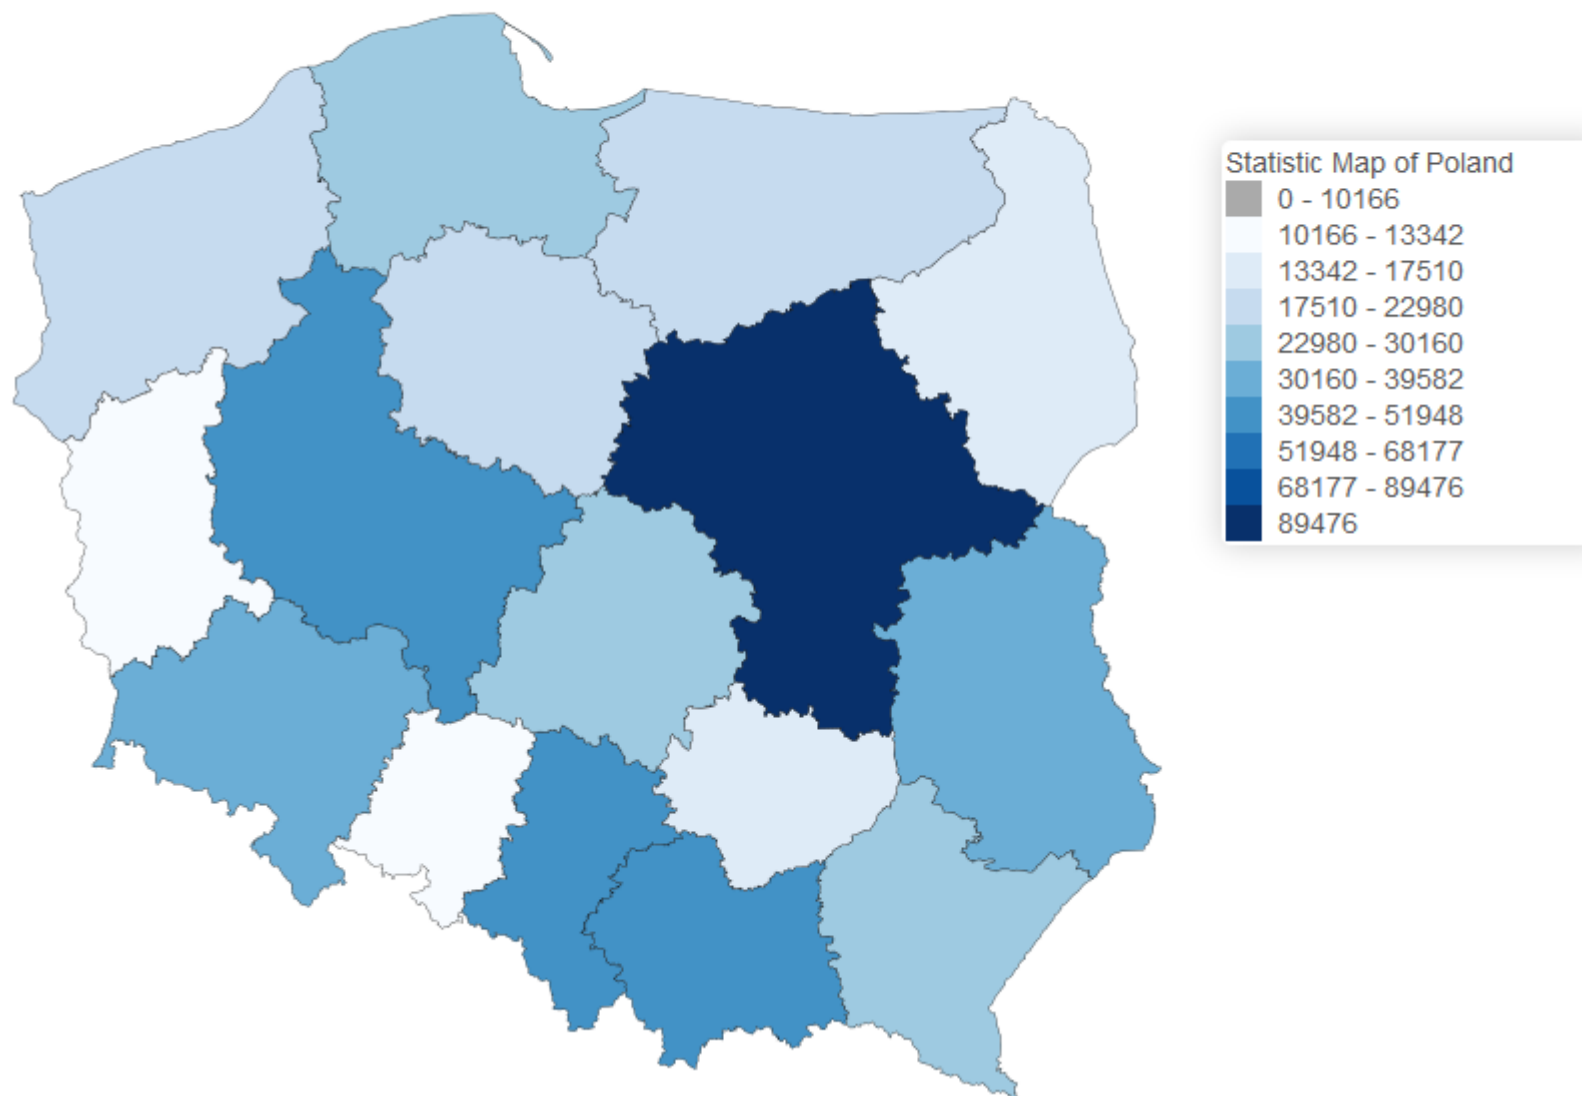 Statistic Map of Poland
0 - 10166
10166 - 13342
13342 - 17510
17510 - 22980
22980 - 30160
30160 - 39582
39582 - 51948
51948 - 68177
68177 - 89476
89476